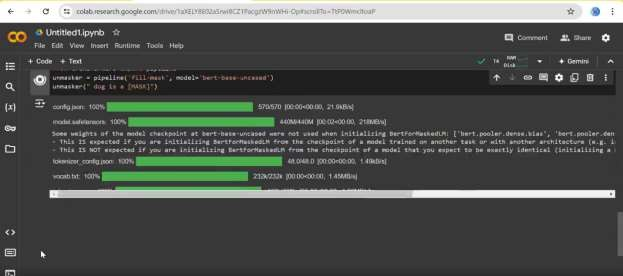 colab.research.google.com/drive/1aXELY8E02aSrwi8CZ1PacgzW9nWHi-Op#scrollTo=TtP0WmcItoaP
CO
Untitled1.ipynb
File Edit View Insert Runtime Tools Help
Comment
Share
+ Code + Text
T4 RAM
Disk
Gemini
unmasker = pipeline('fill-mask', model='bert-base-uncased')
unmasker(" dog is a [MASK]")
config.json: 100% 570/570 [00:00<00:00, 21.9kB/s]
model.safetensors: 100% 440M/440M [00:02<00:00, 218MB/s]
Some weights of the model checkpoint at bert-base-uncased were not used when initializing BertForMaskedLM: ['bert.pooler.dense.bias', 'bert.pooler.den
- This IS expected if you are initializing BertForMaskedLM from the checkpoint of a model trained on another task or with another architecture (e.g. i
- This IS NOT expected if you are initializing BertForMaskedLM from the checkpoint of a model that you expect to be exactly identical (initializing a
tokenizer_config.json: 100% 48.0/48.0 [00:00<00:00, 1.49kB/s]
vocab.txt: 100% 232k/232k [00:00<00:00, 1.45MB/s]